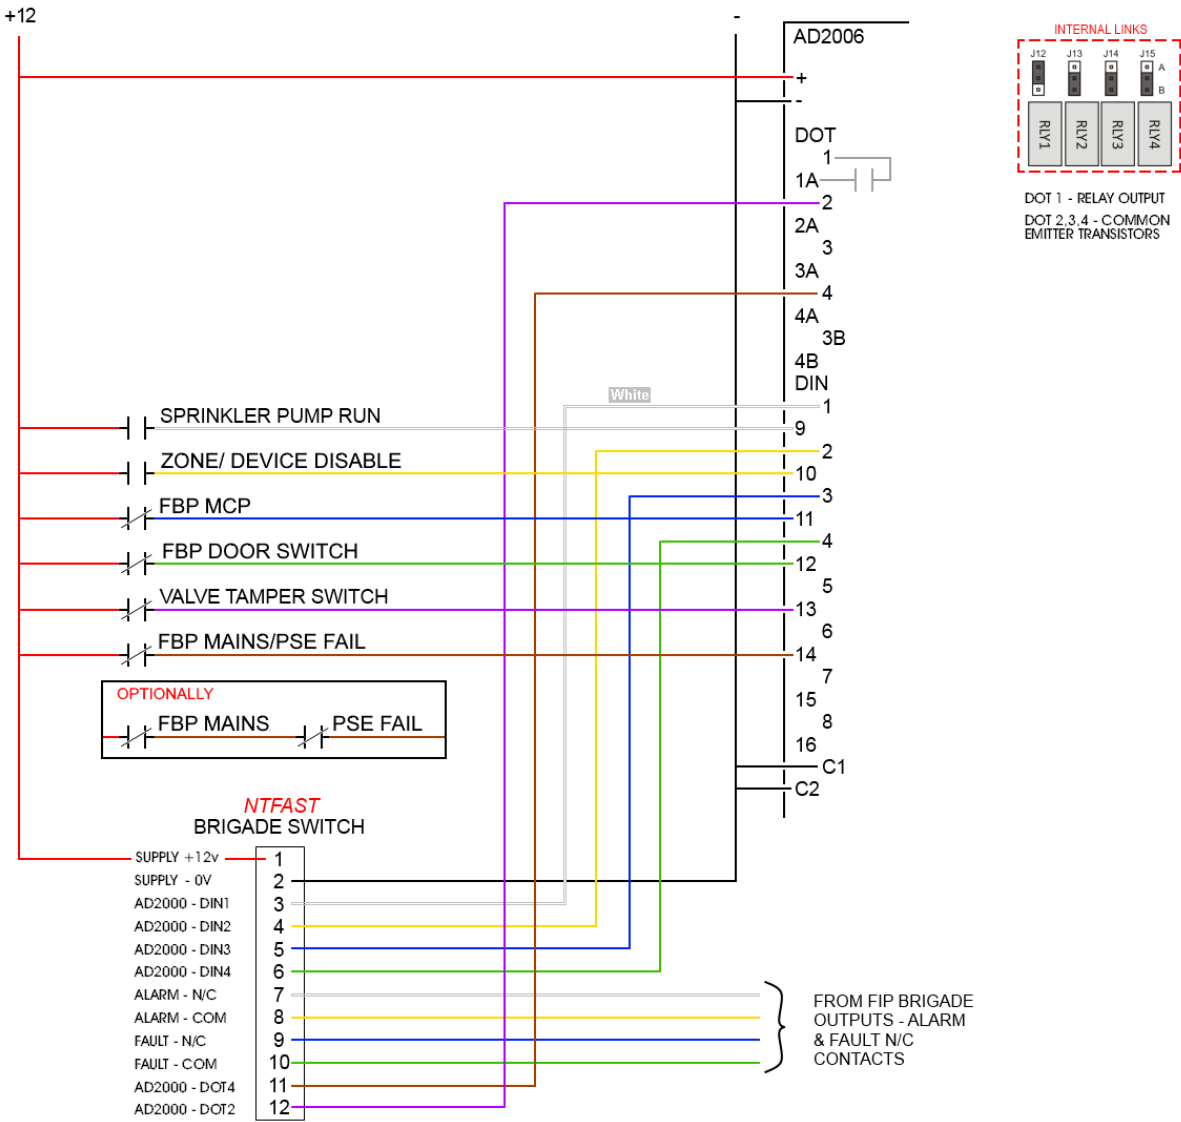 +12
-
AD2006
+
-
DOT
1
1A
2
2A
3
3A
4
4A
3B
4B
DIN
White
1
SPRINKLER PUMP RUN
9
2
ZONE/ DEVICE DISABLE
10
3
FBP MCP
11
4
FBP DOOR SWITCH
12
5
VALVE TAMPER SWITCH
13
6
FBP MAINS/PSE FAIL
14
7
15
8
16
C1
C2
OPTIONALLY
FBP MAINS
PSE FAIL
INTERNAL LINKS
J12 J13 J14 J15
A
B
RLY1 RLY2 RLY3 RLY4
DOT 1 - RELAY OUTPUT
DOT 2,3,4 - COMMON
EMITTER TRANSISTORS
NTFAST
BRIGADE SWITCH
SUPPLY +12v 1
SUPPLY - 0V 2
AD2000 - DIN1 3
AD2000 - DIN2 4
AD2000 - DIN3 5
AD2000 - DIN4 6
ALARM - N/C 7
ALARM - COM 8
FAULT - N/C 9
FAULT - COM 10
AD2000 - DOT4 11
AD2000 - DOT2 12
FROM FIP BRIGADE
OUTPUTS - ALARM
& FAULT N/C
CONTACTS